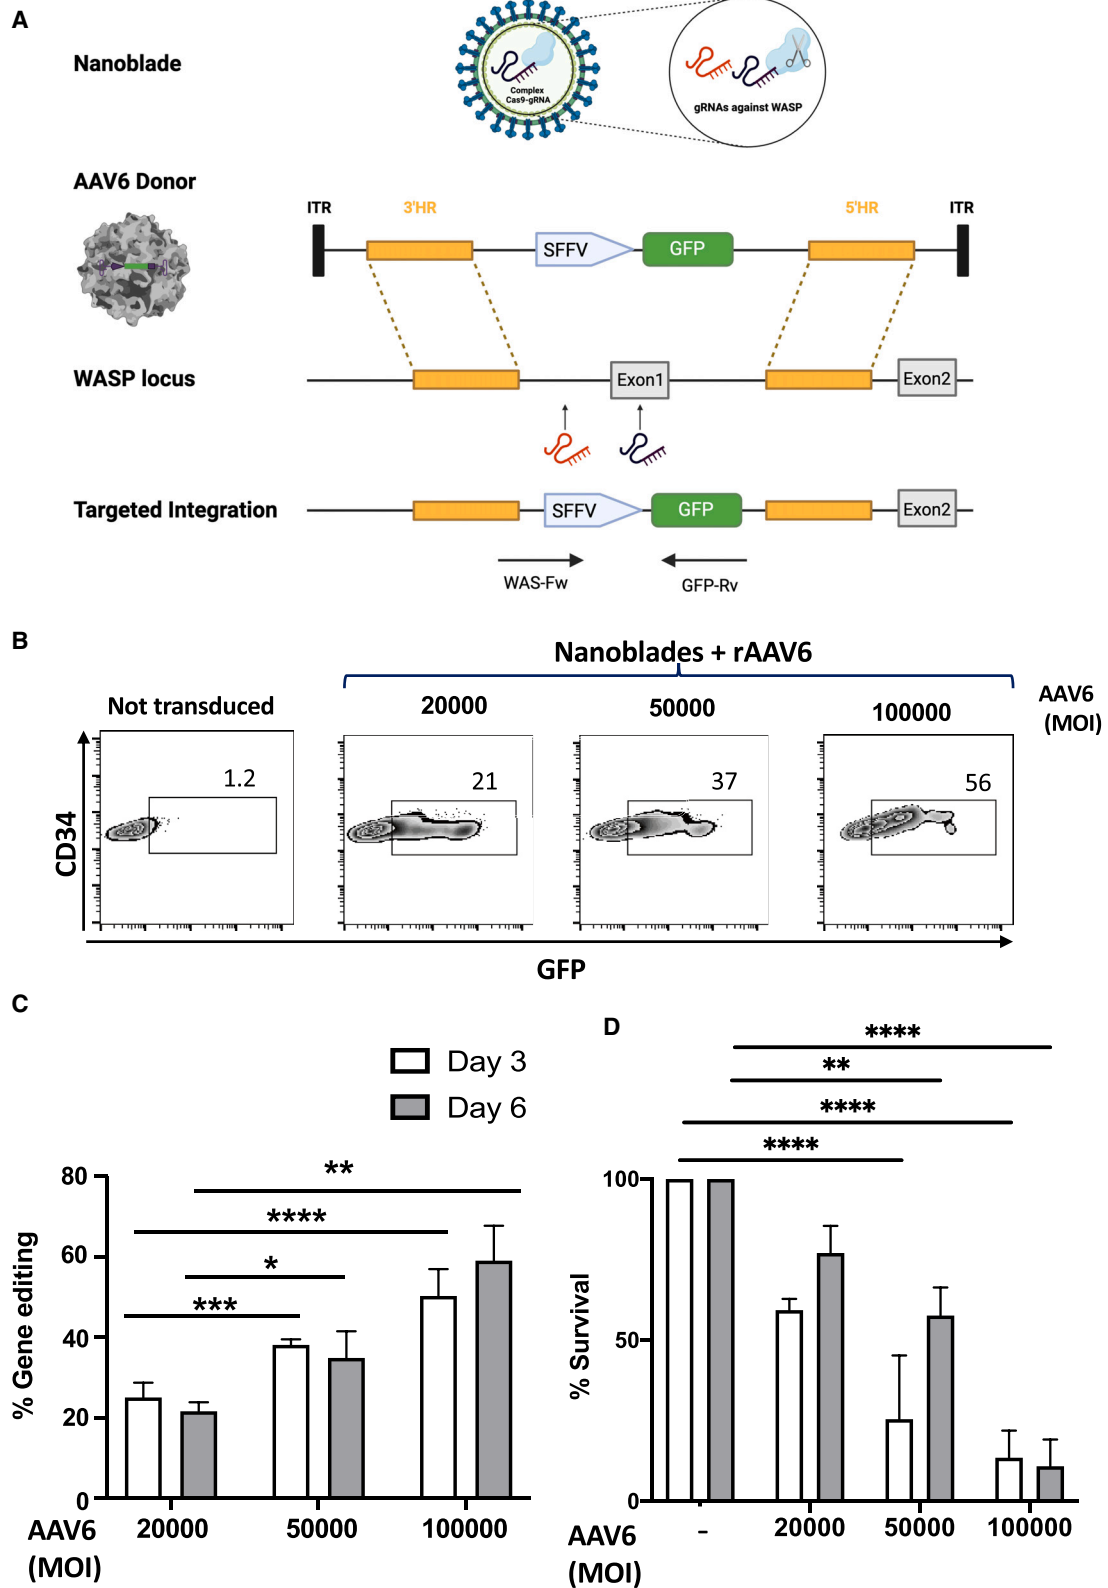 A
Nanoblade
Complex
Cas9-gRNA
gRNAs against WASP
AAV6 Donor
ITR 3'HR 5'HR ITR
SFFV GFP
WASP locus
Exon1 Exon2
Targeted Integration
SFFV GFP Exon2
WAS-Fw GFP-Rv
B
Nanoblades + rAAV6
Not transduced 20000 50000 100000
AAV6
(MOI)
1.2 21 37 56
CD34
GFP
C
Day 3
Day 6
**
****
*
***
% Gene editing
80
60
40
20
0
AAV6
(MOI)
20000 50000 100000
D
****
**
****
****
% Survival
100
50
0
AAV6
(MOI)
- 20000 50000 100000